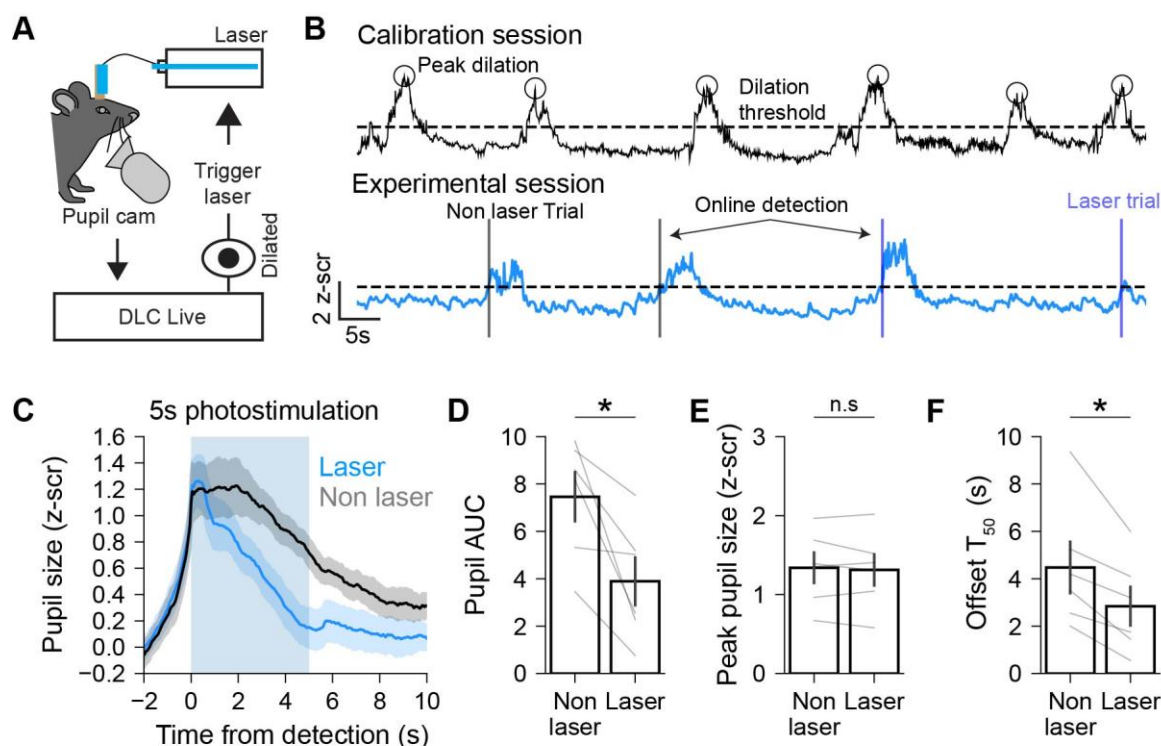 A
Laser
Trigger
laser
Pupil cam
Dilated
DLC Live
B
Calibration session
Peak dilation
Dilation
threshold
Experimental session
Non laser Trial
Online detection
Laser trial
2 z-scr
5s
C
5s photostimulation
Pupil size (z-scr)
1.6
1.4
1.2
1.0
0.8
0.6
0.4
0.2
0.0
−0.2
Laser
Non laser
−2 0 2 4 6 8 10
Time from detection (s)
D
*
Pupil AUC
10
8
6
4
2
0
Non Laser
laser
E
n.s
Peak pupil size (z-scr)
3
2
1
0
Non Laser
laser
F
*
Offset T50 (s)
10
8
6
4
2
0
Non Laser
laser